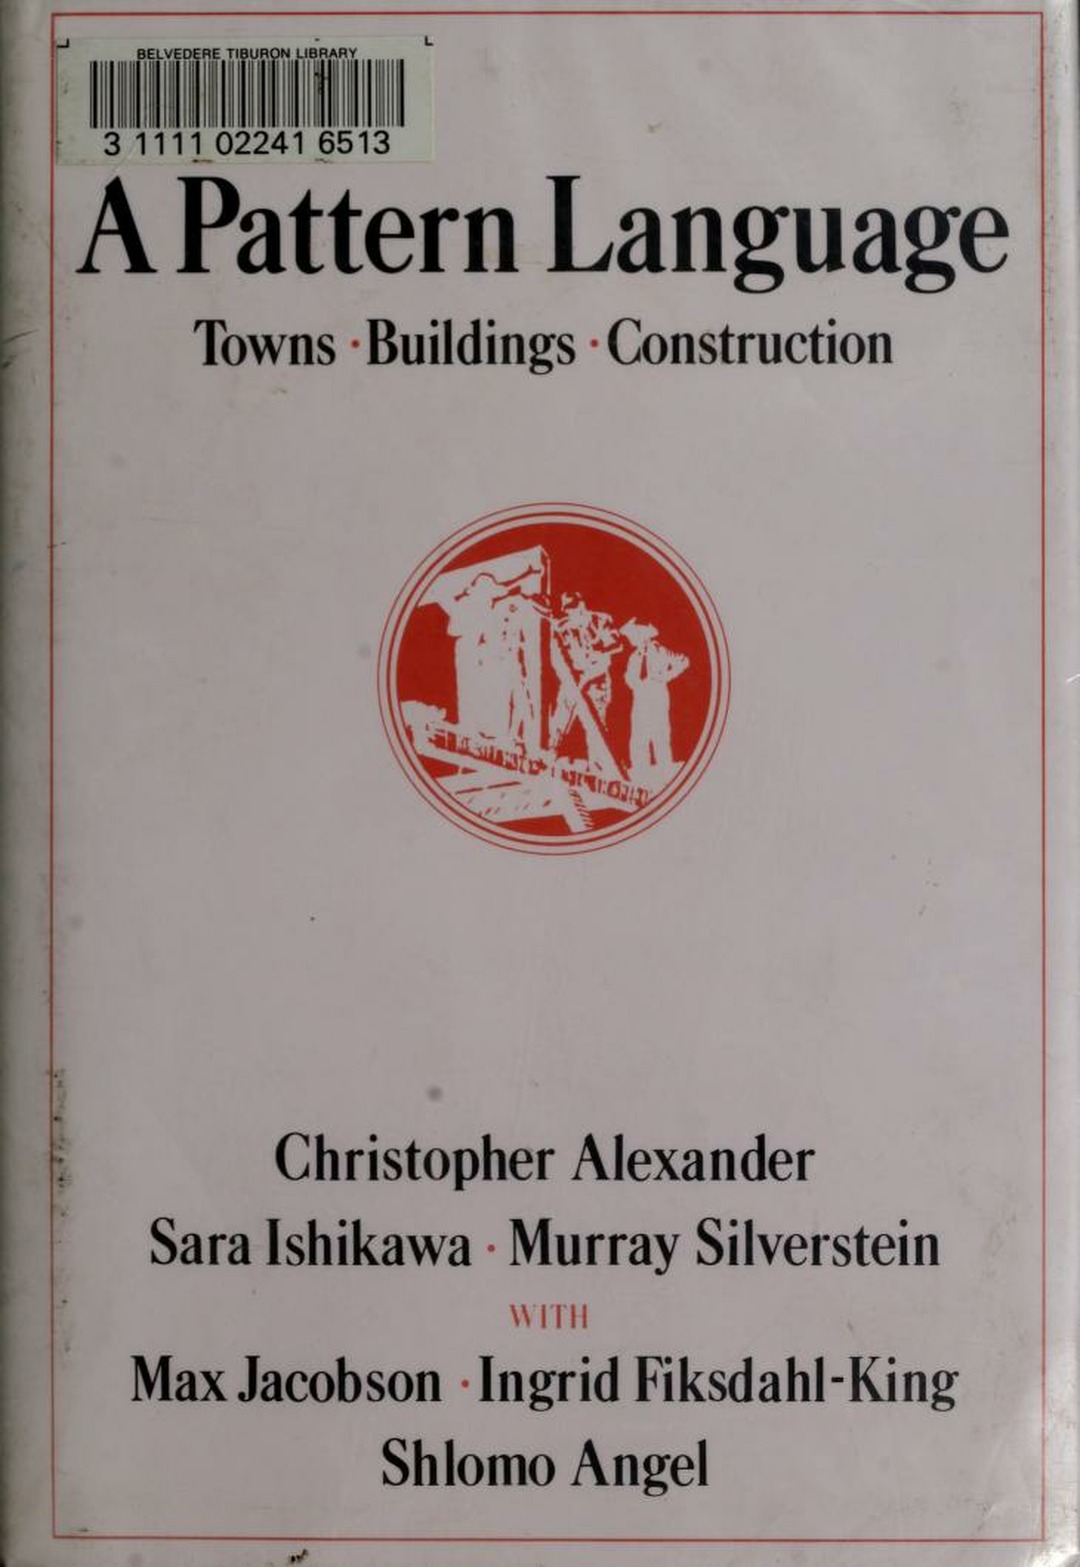 BELVEDERE TIBURON LIBRARY
3 1111 02241 6513
A Pattern Language
Towns · Buildings · Construction
Christopher Alexander
Sara Ishikawa · Murray Silverstein
WITH
Max Jacobson · Ingrid Fiksdahl-King
Shlomo Angel